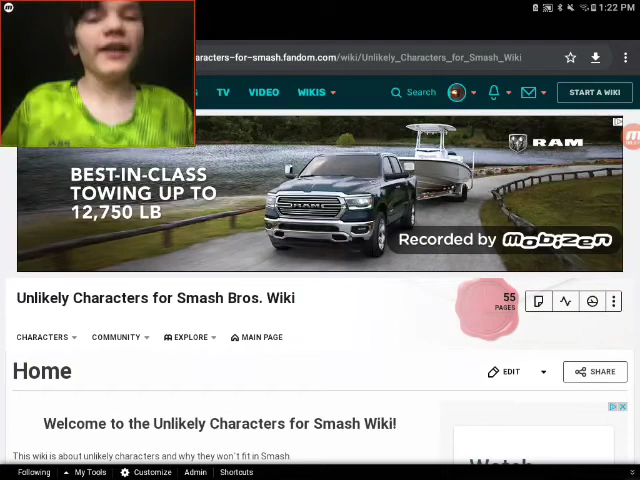 1:22 PM
aracters-for-smash.fandom.com/wiki/Unlikely_Characters_for_Smash_Wiki
TV VIDEO WIKIS Search START A WIKI
RAM
BEST-IN-CLASS
TOWING UP TO
12,750 LB
Recorded by mobizen
Unlikely Characters for Smash Bros. Wiki
55
PAGES
CHARACTERS COMMUNITY EXPLORE MAIN PAGE
Home
EDIT
SHARE
Welcome to the Unlikely Characters for Smash Wiki!
This wiki is about unlikely characters and why they won't fit in Smash.
Watch
Following My Tools Customize Admin Shortcuts